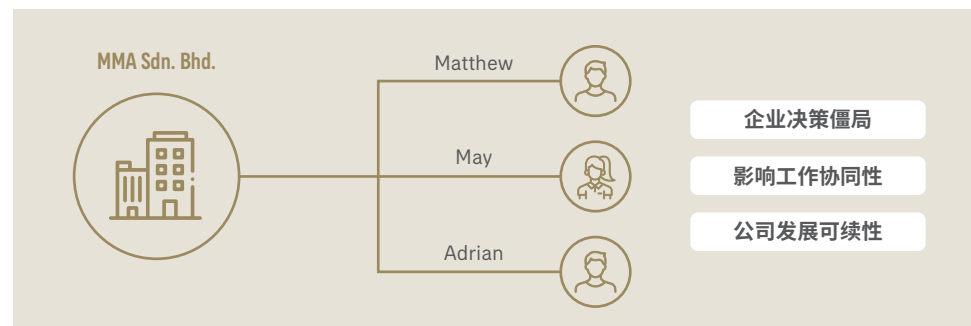 MMA Sdn. Bhd.
Matthew
May
Adrian
企业决策僵局
影响工作协同性
公司发展可续性